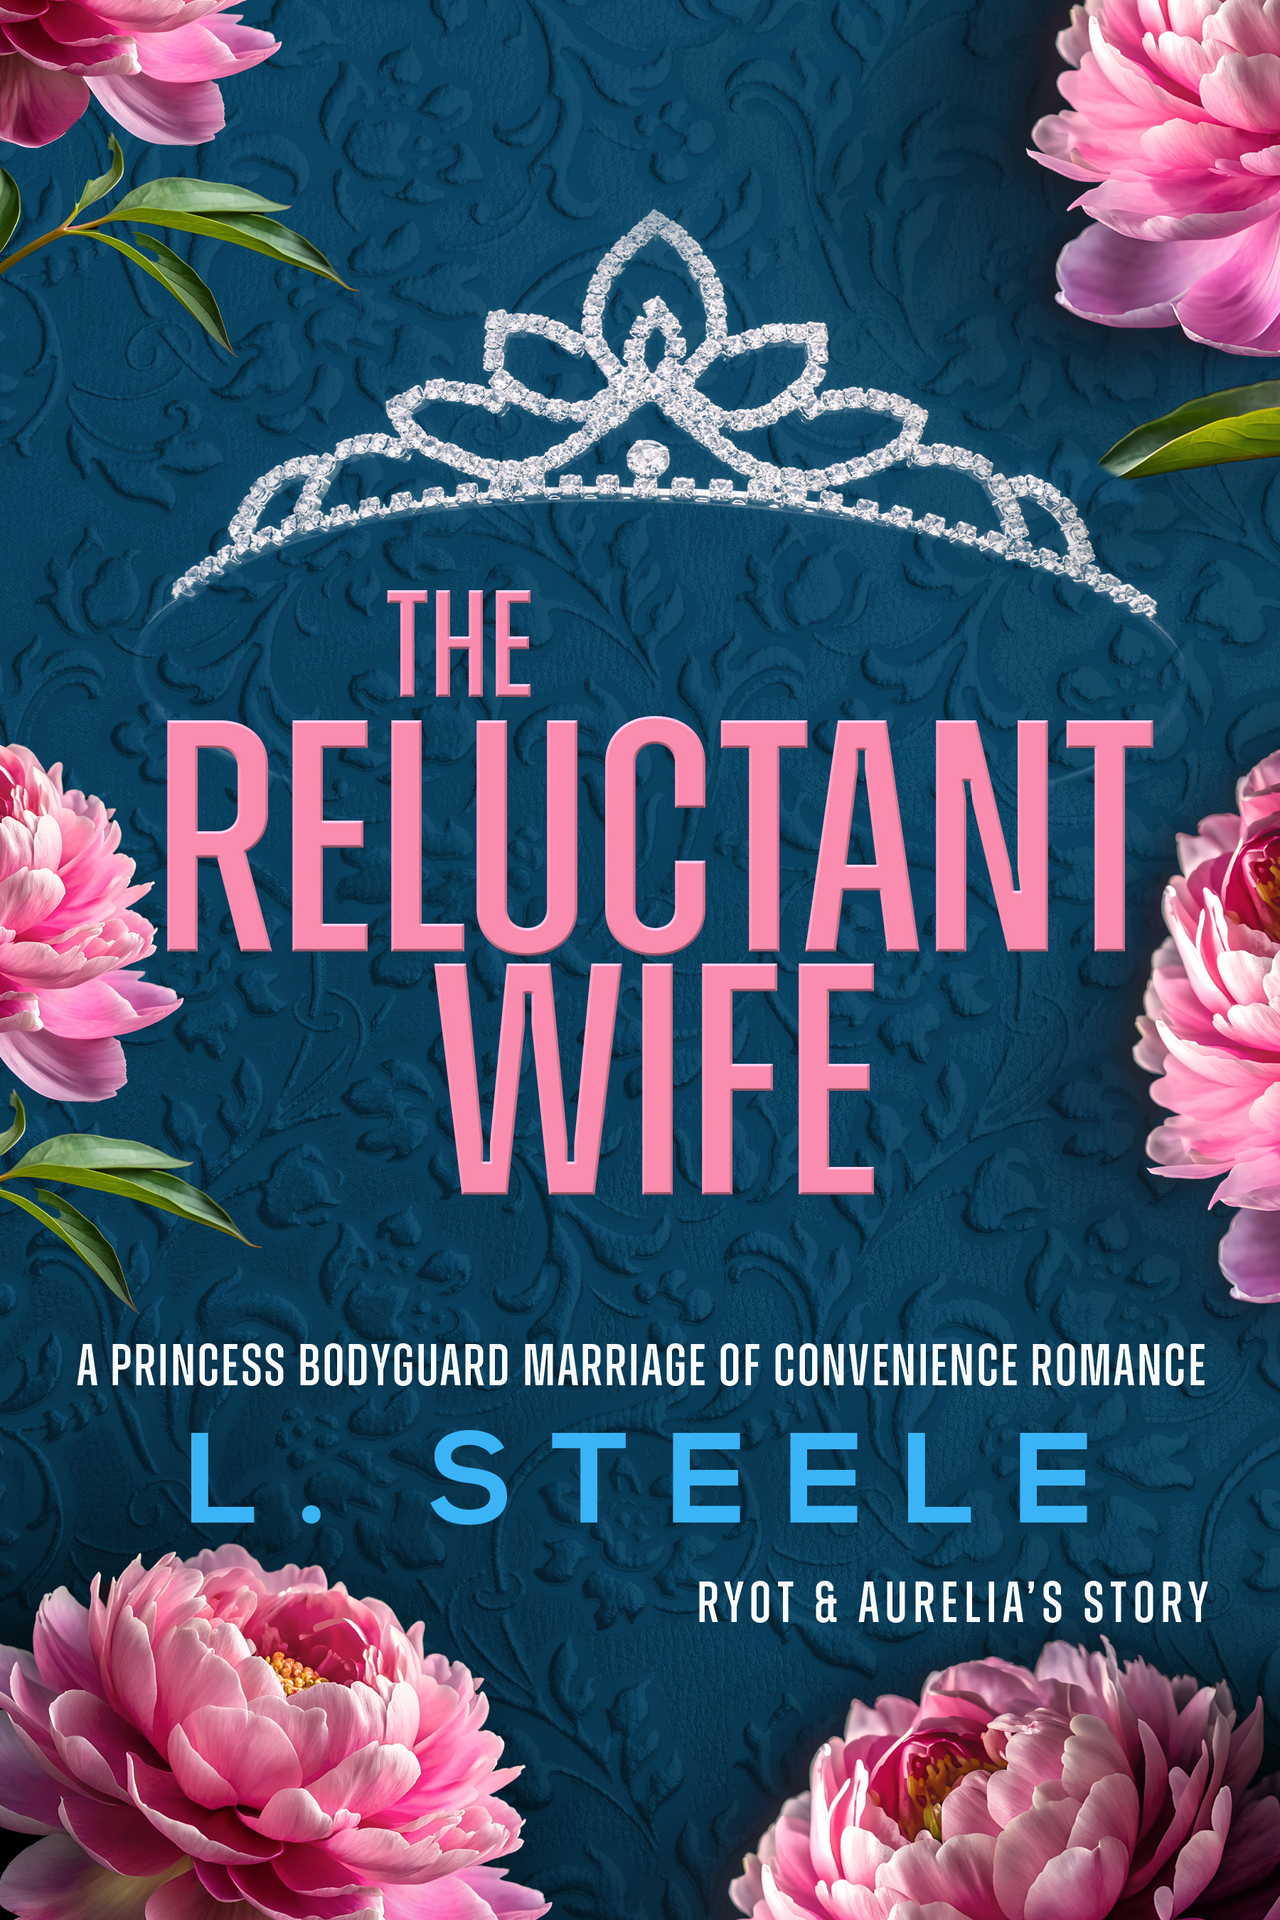 THE
RELUCTANT
WIFE
A PRINCESS BODYGUARD MARRIAGE OF CONVENIENCE ROMANCE
L. STEELE
RYOT & AURELIA’S STORY